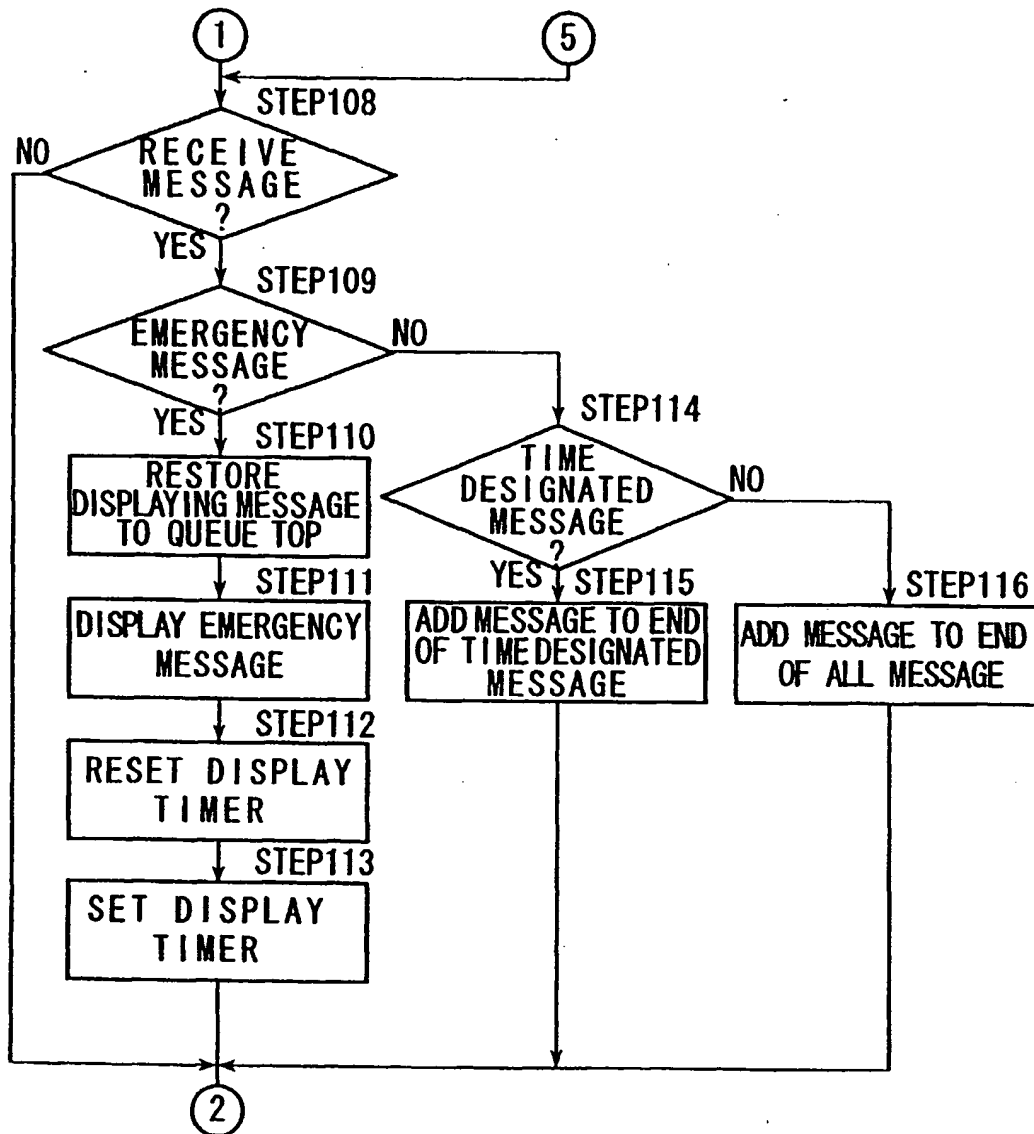 1
5
STEP108
NO
RECEIVE
MESSAGE
?
YES
STEP109
EMERGENCY
MESSAGE
?
NO
YES
STEP110
RESTORE
DISPLAYING MESSAGE
TO QUEUE TOP
STEP111
DISPLAY EMERGENCY
MESSAGE
STEP112
RESET DISPLAY
TIMER
STEP113
SET DISPLAY
TIMER
STEP114
TIME
DESIGNATED
MESSAGE
?
NO
YES
STEP115
ADD MESSAGE TO END
OF TIME DESIGNATED
MESSAGE
STEP116
ADD MESSAGE TO END
OF ALL MESSAGE
2